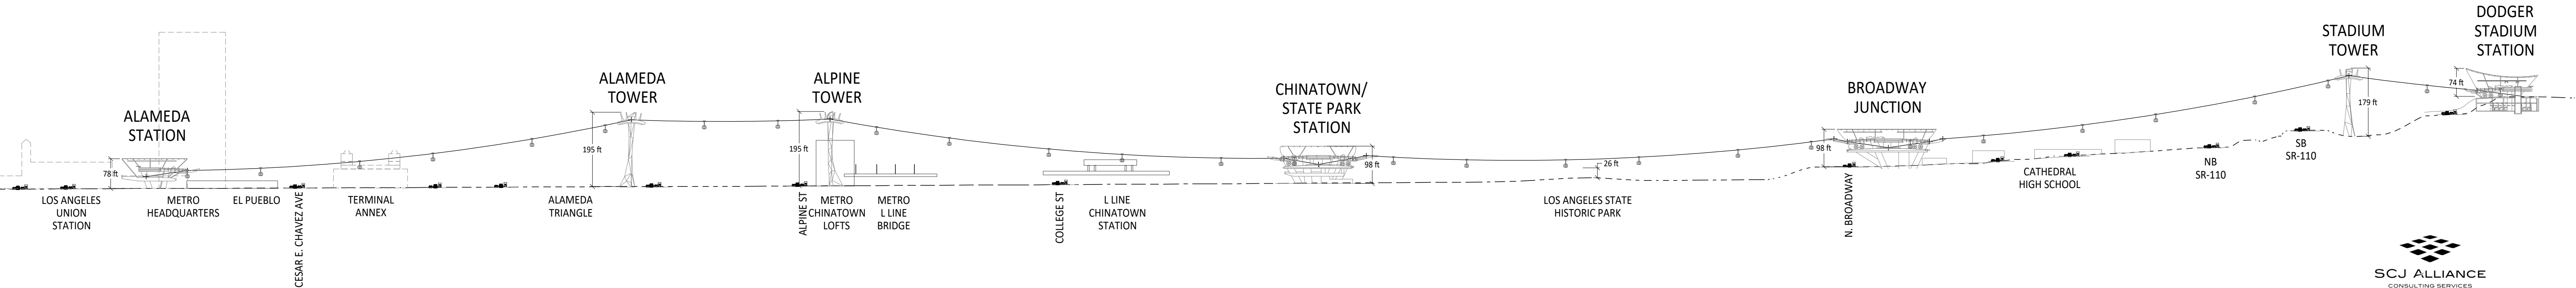 ALAMEDA
STATION
78 ft
LOS ANGELES
UNION
STATION
METRO
HEADQUARTERS
EL PUEBLO
CESAR E. CHAVEZ AVE
TERMINAL
ANNEX
ALAMEDA
TOWER
195 ft
ALAMEDA
TRIANGLE
ALPINE
TOWER
195 ft
ALPINE ST
METRO
CHINATOWN
LOFTS
METRO
L LINE
BRIDGE
COLLEGE ST
L LINE
CHINATOWN
STATION
CHINATOWN/
STATE PARK
STATION
98 ft
26 ft
LOS ANGELES STATE
HISTORIC PARK
BROADWAY
JUNCTION
98 ft
N. BROADWAY
CATHEDRAL
HIGH SCHOOL
NB
SR-110
SB
SR-110
STADIUM
TOWER
179 ft
DODGER
STADIUM
STATION
74 ft
SCJ ALLIANCE
CONSULTING SERVICES